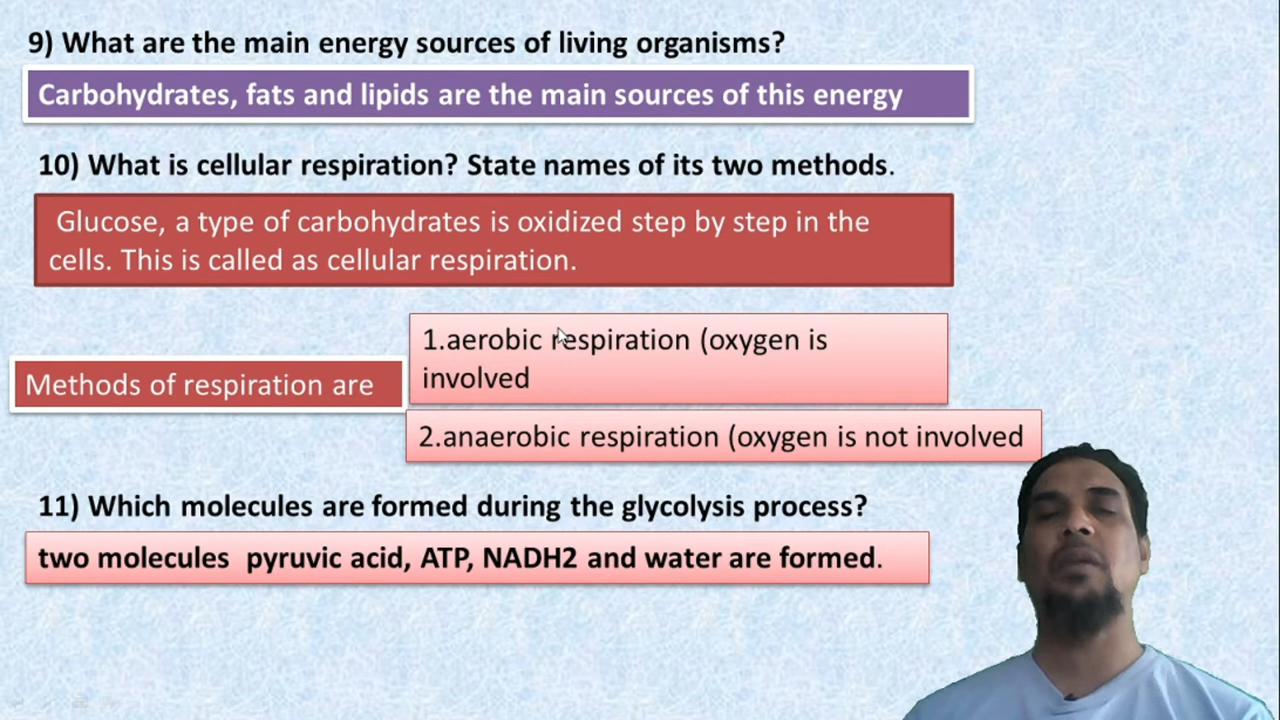 9) What are the main energy sources of living organisms?
Carbohydrates, fats and lipids are the main sources of this energy
10) What is cellular respiration? State names of its two methods.
Glucose, a type of carbohydrates is oxidized step by step in the
cells. This is called as cellular respiration.
Methods of respiration are
1.aerobic respiration (oxygen is
involved
2.anaerobic respiration (oxygen is not involved
11) Which molecules are formed during the glycolysis process?
two molecules pyruvic acid, ATP, NADH2 and water are formed.